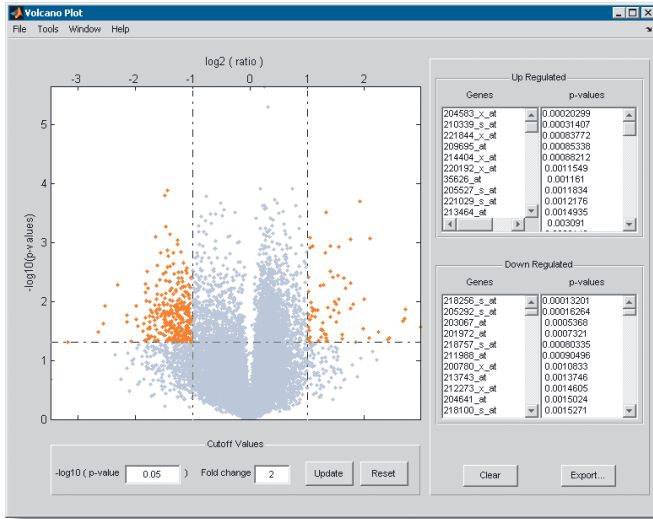 Volcano Plot
File Tools Window Help
log2 ( ratio )
-3 -2 -1 0 1 2
5
4
3
2
1
0
-log10(p-values)
Up Regulated
Genes p-values
204583_x_at 0.00020299
210339_s_at 0.00031407
221844_x_at 0.00083772
209695_at 0.00085338
214404_x_at 0.00088212
220192_x_at 0.0011549
35626_at 0.001161
205527_s_at 0.0011834
221029_s_at 0.0012176
213464_at 0.0014935
0.003091
Down Regulated
Genes p-values
218256_s_at 0.00013201
205292_s_at 0.00016264
203067_at 0.0005368
201972_at 0.0007321
218757_s_at 0.00080335
211988_at 0.00090496
200780_x_at 0.0010833
213743_at 0.0013746
212273_x_at 0.0014605
204641_at 0.0015024
218100_s_at 0.0015271
Cutoff Values
-log10 ( p-value 0.05 ) Fold change 2 Update Reset
Clear Export...